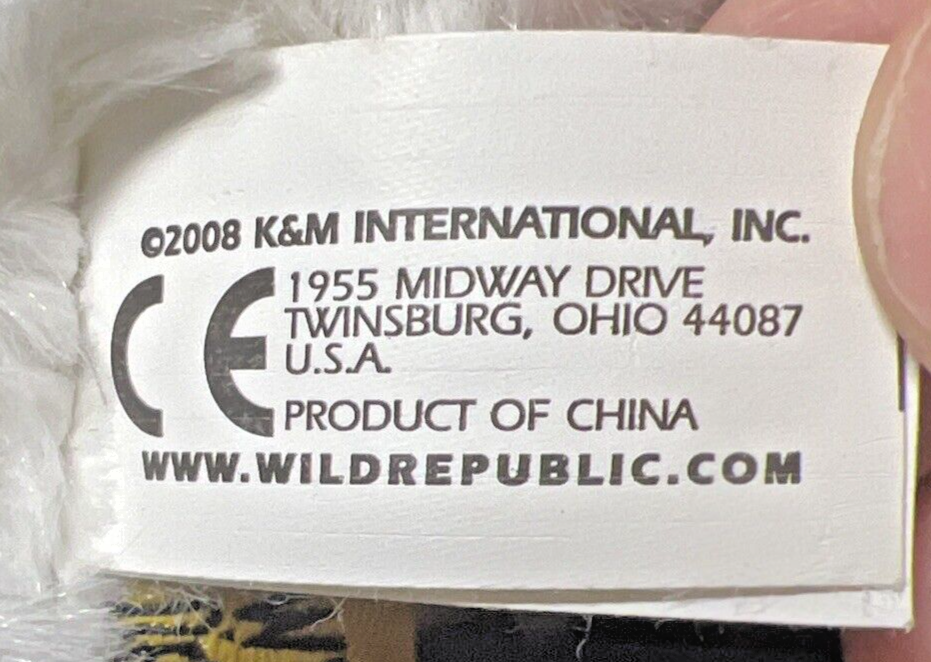 ©2008 K&M INTERNATIONAL, INC.
CE
1955 MIDWAY DRIVE
TWINSBURG, OHIO 44087
U.S.A.
PRODUCT OF CHINA
WWW.WILDREPUBLIC.COM